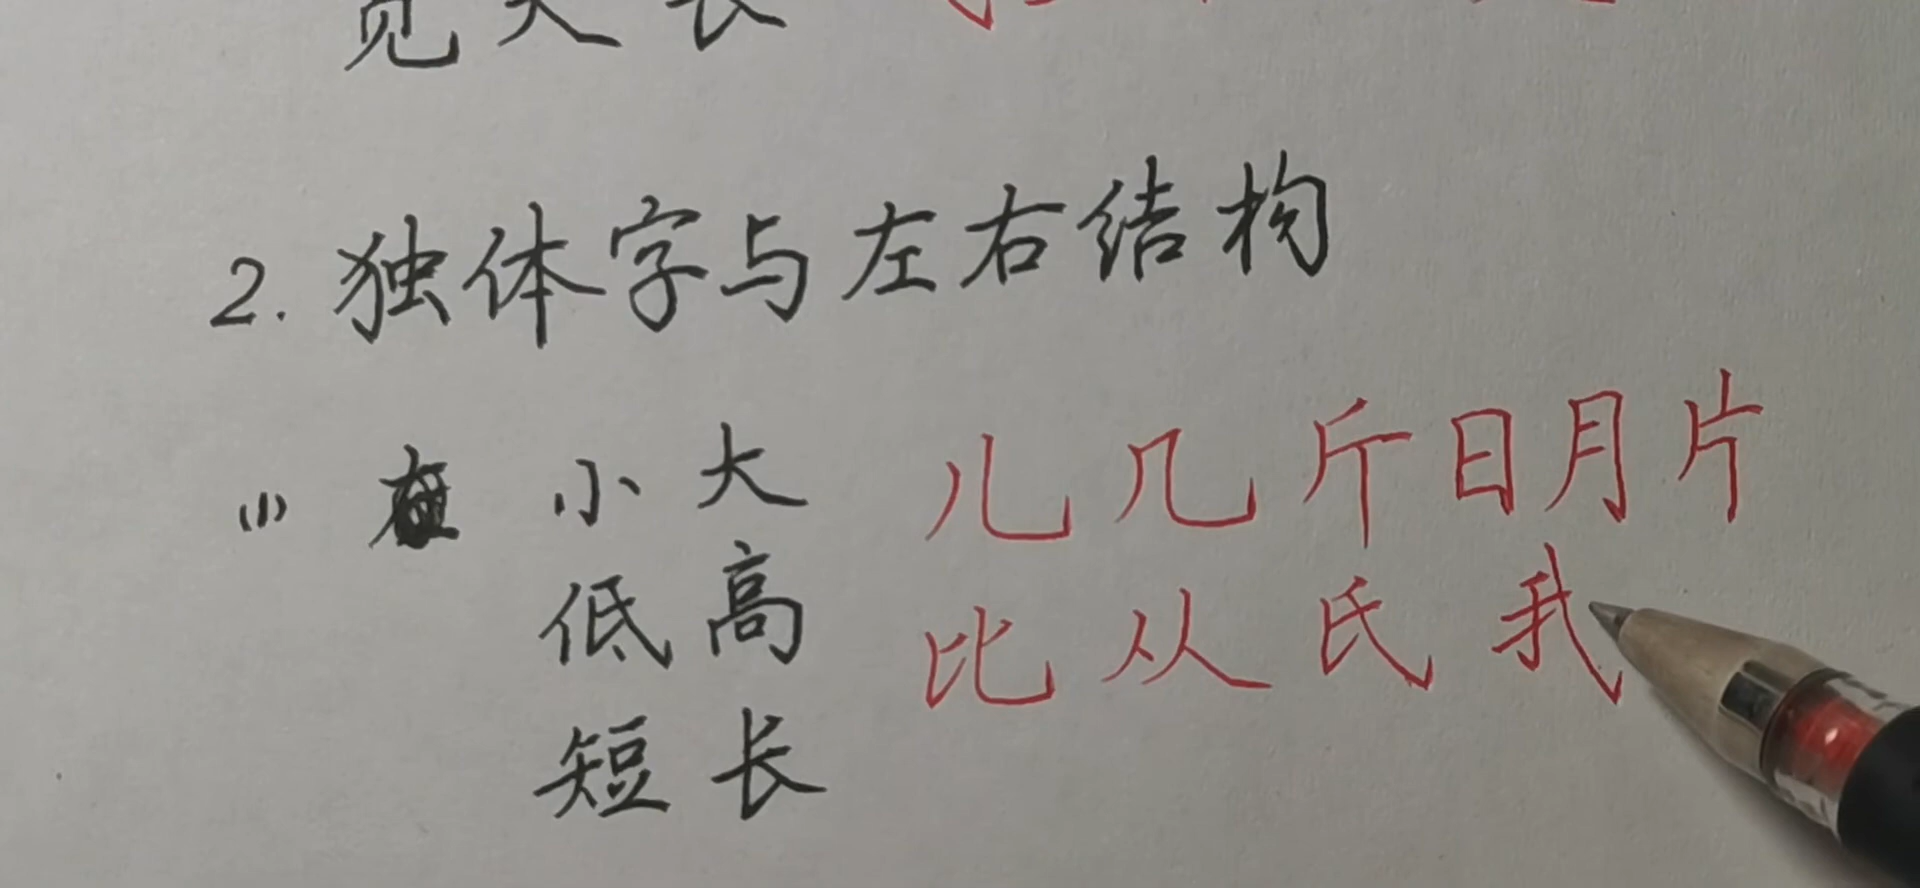 2. 独体字与左右结构
(1) 小大 儿几斤日月片
低高 比从氏我
短长